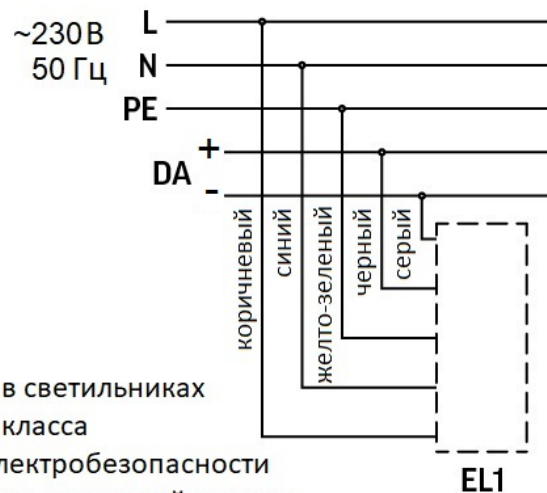 ~230В
50 Гц
L
N
PE
DA
+
-
коричневый
синий
желто-зеленый
черный
серый
в светильниках
класса
лектробезопасности
EL1